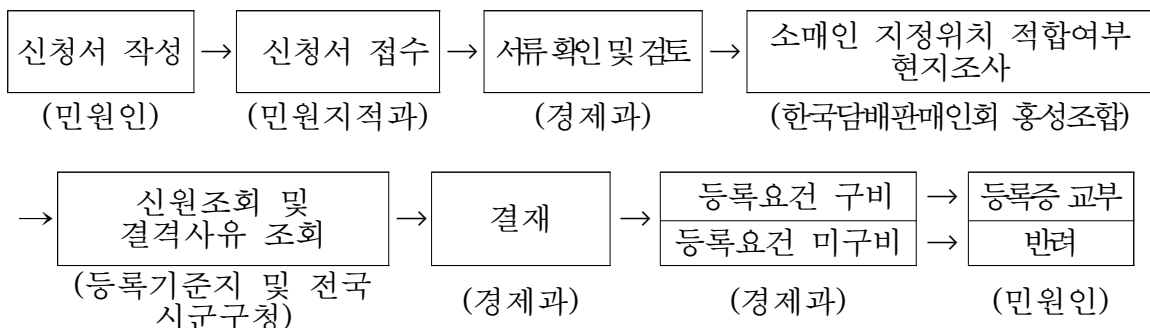 신청서 작성 → 신청서 접수 → 서류 확인 및 검토 → 소매인 지정위치 적합여부
현지조사
(민원인) (민원지적과) (경제과) (한국담배판매인회 홍성조합)
→ 신원조회 및
결격사유 조회 → 결재 → 등록요건 구비 → 등록증 교부
등록요건 미구비 → 반려
(등록기준지 및 전국
시군구청) (경제과) (경제과) (민원인)